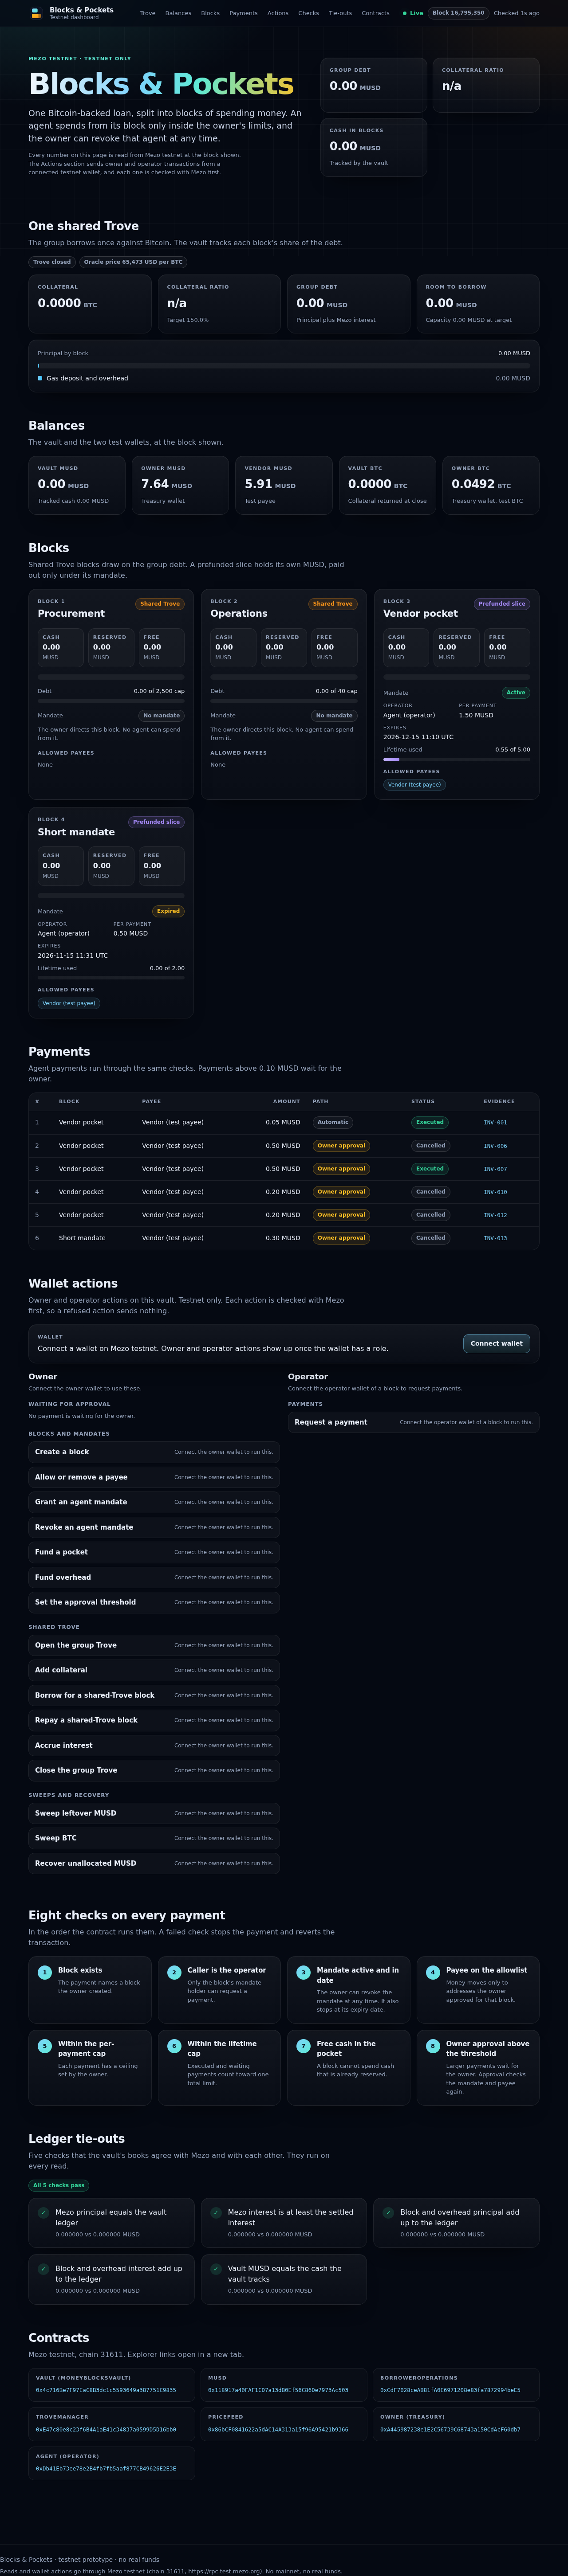 Blocks & Pockets
Testnet dashboard
Trove Balances Blocks Payments Actions Checks Tie-outs Contracts
Live Block 16,795,350 Checked 1s ago
MEZO TESTNET · TESTNET ONLY
Blocks & Pockets
One Bitcoin-backed loan, split into blocks of spending money. An
agent spends from its block only inside the owner's limits, and
the owner can revoke that agent at any time.
Every number on this page is read from Mezo testnet at the block shown.
The Actions section sends owner and operator transactions from a
connected testnet wallet, and each one is checked with Mezo first.
GROUP DEBT
0.00 MUSD
COLLATERAL RATIO
n/a
CASH IN BLOCKS
0.00 MUSD
Tracked by the vault
One shared Trove
The group borrows once against Bitcoin. The vault tracks each block's share of the debt.
Trove closed Oracle price 65,473 USD per BTC
COLLATERAL
0.0000 BTC
COLLATERAL RATIO
n/a
Target 150.0%
GROUP DEBT
0.00 MUSD
Principal plus Mezo interest
ROOM TO BORROW
0.00 MUSD
Capacity 0.00 MUSD at target
Principal by block 0.00 MUSD
Gas deposit and overhead 0.00 MUSD
Balances
The vault and the two test wallets, at the block shown.
VAULT MUSD
0.00 MUSD
Tracked cash 0.00 MUSD
OWNER MUSD
7.64 MUSD
Treasury wallet
VENDOR MUSD
5.91 MUSD
Test payee
VAULT BTC
0.0000 BTC
Collateral returned at close
OWNER BTC
0.0492 BTC
Treasury wallet, test BTC
Blocks
Shared Trove blocks draw on the group debt. A prefunded slice holds its own MUSD, paid
out only under its mandate.
BLOCK 1
Procurement
Shared Trove
CASH
0.00
MUSD
RESERVED
0.00
MUSD
FREE
0.00
MUSD
Debt 0.00 of 2,500 cap
Mandate No mandate
The owner directs this block. No agent can spend
from it.
ALLOWED PAYEES
None
BLOCK 2
Operations
Shared Trove
CASH
0.00
MUSD
RESERVED
0.00
MUSD
FREE
0.00
MUSD
Debt 0.00 of 40 cap
Mandate No mandate
The owner directs this block. No agent can spend
from it.
ALLOWED PAYEES
None
BLOCK 3
Vendor pocket
Prefunded slice
CASH
0.00
MUSD
RESERVED
0.00
MUSD
FREE
0.00
MUSD
Mandate Active
OPERATOR
Agent (operator)
PER PAYMENT
1.50 MUSD
EXPIRES
2026-12-15 11:10 UTC
Lifetime used 0.55 of 5.00
ALLOWED PAYEES
Vendor (test payee)
BLOCK 4
Short mandate
Prefunded slice
CASH
0.00
MUSD
RESERVED
0.00
MUSD
FREE
0.00
MUSD
Mandate Expired
OPERATOR
Agent (operator)
PER PAYMENT
0.50 MUSD
EXPIRES
2026-11-15 11:31 UTC
Lifetime used 0.00 of 2.00
ALLOWED PAYEES
Vendor (test payee)
Payments
Agent payments run through the same checks. Payments above 0.10 MUSD wait for the
owner.
# BLOCK PAYEE AMOUNT PATH STATUS EVIDENCE
1 Vendor pocket Vendor (test payee) 0.05 MUSD Automatic Executed INV-001
2 Vendor pocket Vendor (test payee) 0.50 MUSD Owner approval Cancelled INV-006
3 Vendor pocket Vendor (test payee) 0.50 MUSD Owner approval Executed INV-007
4 Vendor pocket Vendor (test payee) 0.20 MUSD Owner approval Cancelled INV-010
5 Vendor pocket Vendor (test payee) 0.20 MUSD Owner approval Cancelled INV-012
6 Short mandate Vendor (test payee) 0.30 MUSD Owner approval Cancelled INV-013
Wallet actions
Owner and operator actions on this vault. Testnet only. Each action is checked with Mezo
first, so a refused action sends nothing.
WALLET
Connect a wallet on Mezo testnet. Owner and operator actions show up once the wallet has a role.
Connect wallet
Owner
Connect the owner wallet to use these.
WAITING FOR APPROVAL
No payment is waiting for the owner.
BLOCKS AND MANDATES
Create a block Connect the owner wallet to run this.
Allow or remove a payee Connect the owner wallet to run this.
Grant an agent mandate Connect the owner wallet to run this.
Revoke an agent mandate Connect the owner wallet to run this.
Fund a pocket Connect the owner wallet to run this.
Fund overhead Connect the owner wallet to run this.
Set the approval threshold Connect the owner wallet to run this.
SHARED TROVE
Open the group Trove Connect the owner wallet to run this.
Add collateral Connect the owner wallet to run this.
Borrow for a shared-Trove block Connect the owner wallet to run this.
Repay a shared-Trove block Connect the owner wallet to run this.
Accrue interest Connect the owner wallet to run this.
Close the group Trove Connect the owner wallet to run this.
SWEEPS AND RECOVERY
Sweep leftover MUSD Connect the owner wallet to run this.
Sweep BTC Connect the owner wallet to run this.
Recover unallocated MUSD Connect the owner wallet to run this.
Operator
Connect the operator wallet of a block to request payments.
PAYMENTS
Request a payment Connect the operator wallet of a block to run this.
Eight checks on every payment
In the order the contract runs them. A failed check stops the payment and reverts the
transaction.
1 Block exists
The payment names a block
the owner created.
2 Caller is the operator
Only the block's mandate
holder can request a
payment.
3 Mandate active and in
date
The owner can revoke the
mandate at any time. It also
stops at its expiry date.
4 Payee on the allowlist
Money moves only to
addresses the owner
approved for that block.
5 Within the per-
payment cap
Each payment has a ceiling
set by the owner.
6 Within the lifetime
cap
Executed and waiting
payments count toward one
total limit.
7 Free cash in the
pocket
A block cannot spend cash
that is already reserved.
8 Owner approval above
the threshold
Larger payments wait for
the owner. Approval checks
the mandate and payee
again.
Ledger tie-outs
Five checks that the vault's books agree with Mezo and with each other. They run on
every read.
All 5 checks pass
Mezo principal equals the vault
ledger
0.000000 vs 0.000000 MUSD
Mezo interest is at least the settled
interest
0.000000 vs 0.000000 MUSD
Block and overhead principal add
up to the ledger
0.000000 vs 0.000000 MUSD
Block and overhead interest add up
to the ledger
0.000000 vs 0.000000 MUSD
Vault MUSD equals the cash the
vault tracks
0.000000 vs 0.000000 MUSD
Contracts
Mezo testnet, chain 31611. Explorer links open in a new tab.
VAULT (MONEYBLOCKSVAULT)
MUSD
BORROWEROPERATIONS
TROVEMANAGER
PRICEFEED
OWNER (TREASURY)
AGENT (OPERATOR)
Blocks & Pockets · testnet prototype · no real funds
Reads and wallet actions go through Mezo testnet (chain 31611, https://rpc.test.mezo.org). No mainnet, no real funds.